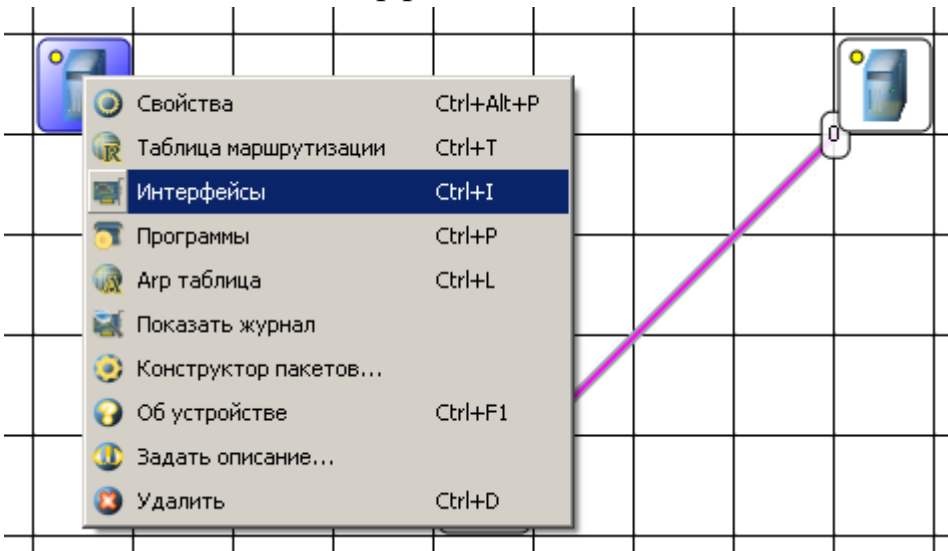 Свойства Ctrl+Alt+P
Таблица маршрутизации Ctrl+T
Интерфейсы Ctrl+I
Программы Ctrl+P
Arp таблица Ctrl+L
Показать журнал
Конструктор пакетов...
Об устройстве Ctrl+F1
Задать описание...
Удалить Ctrl+D
0